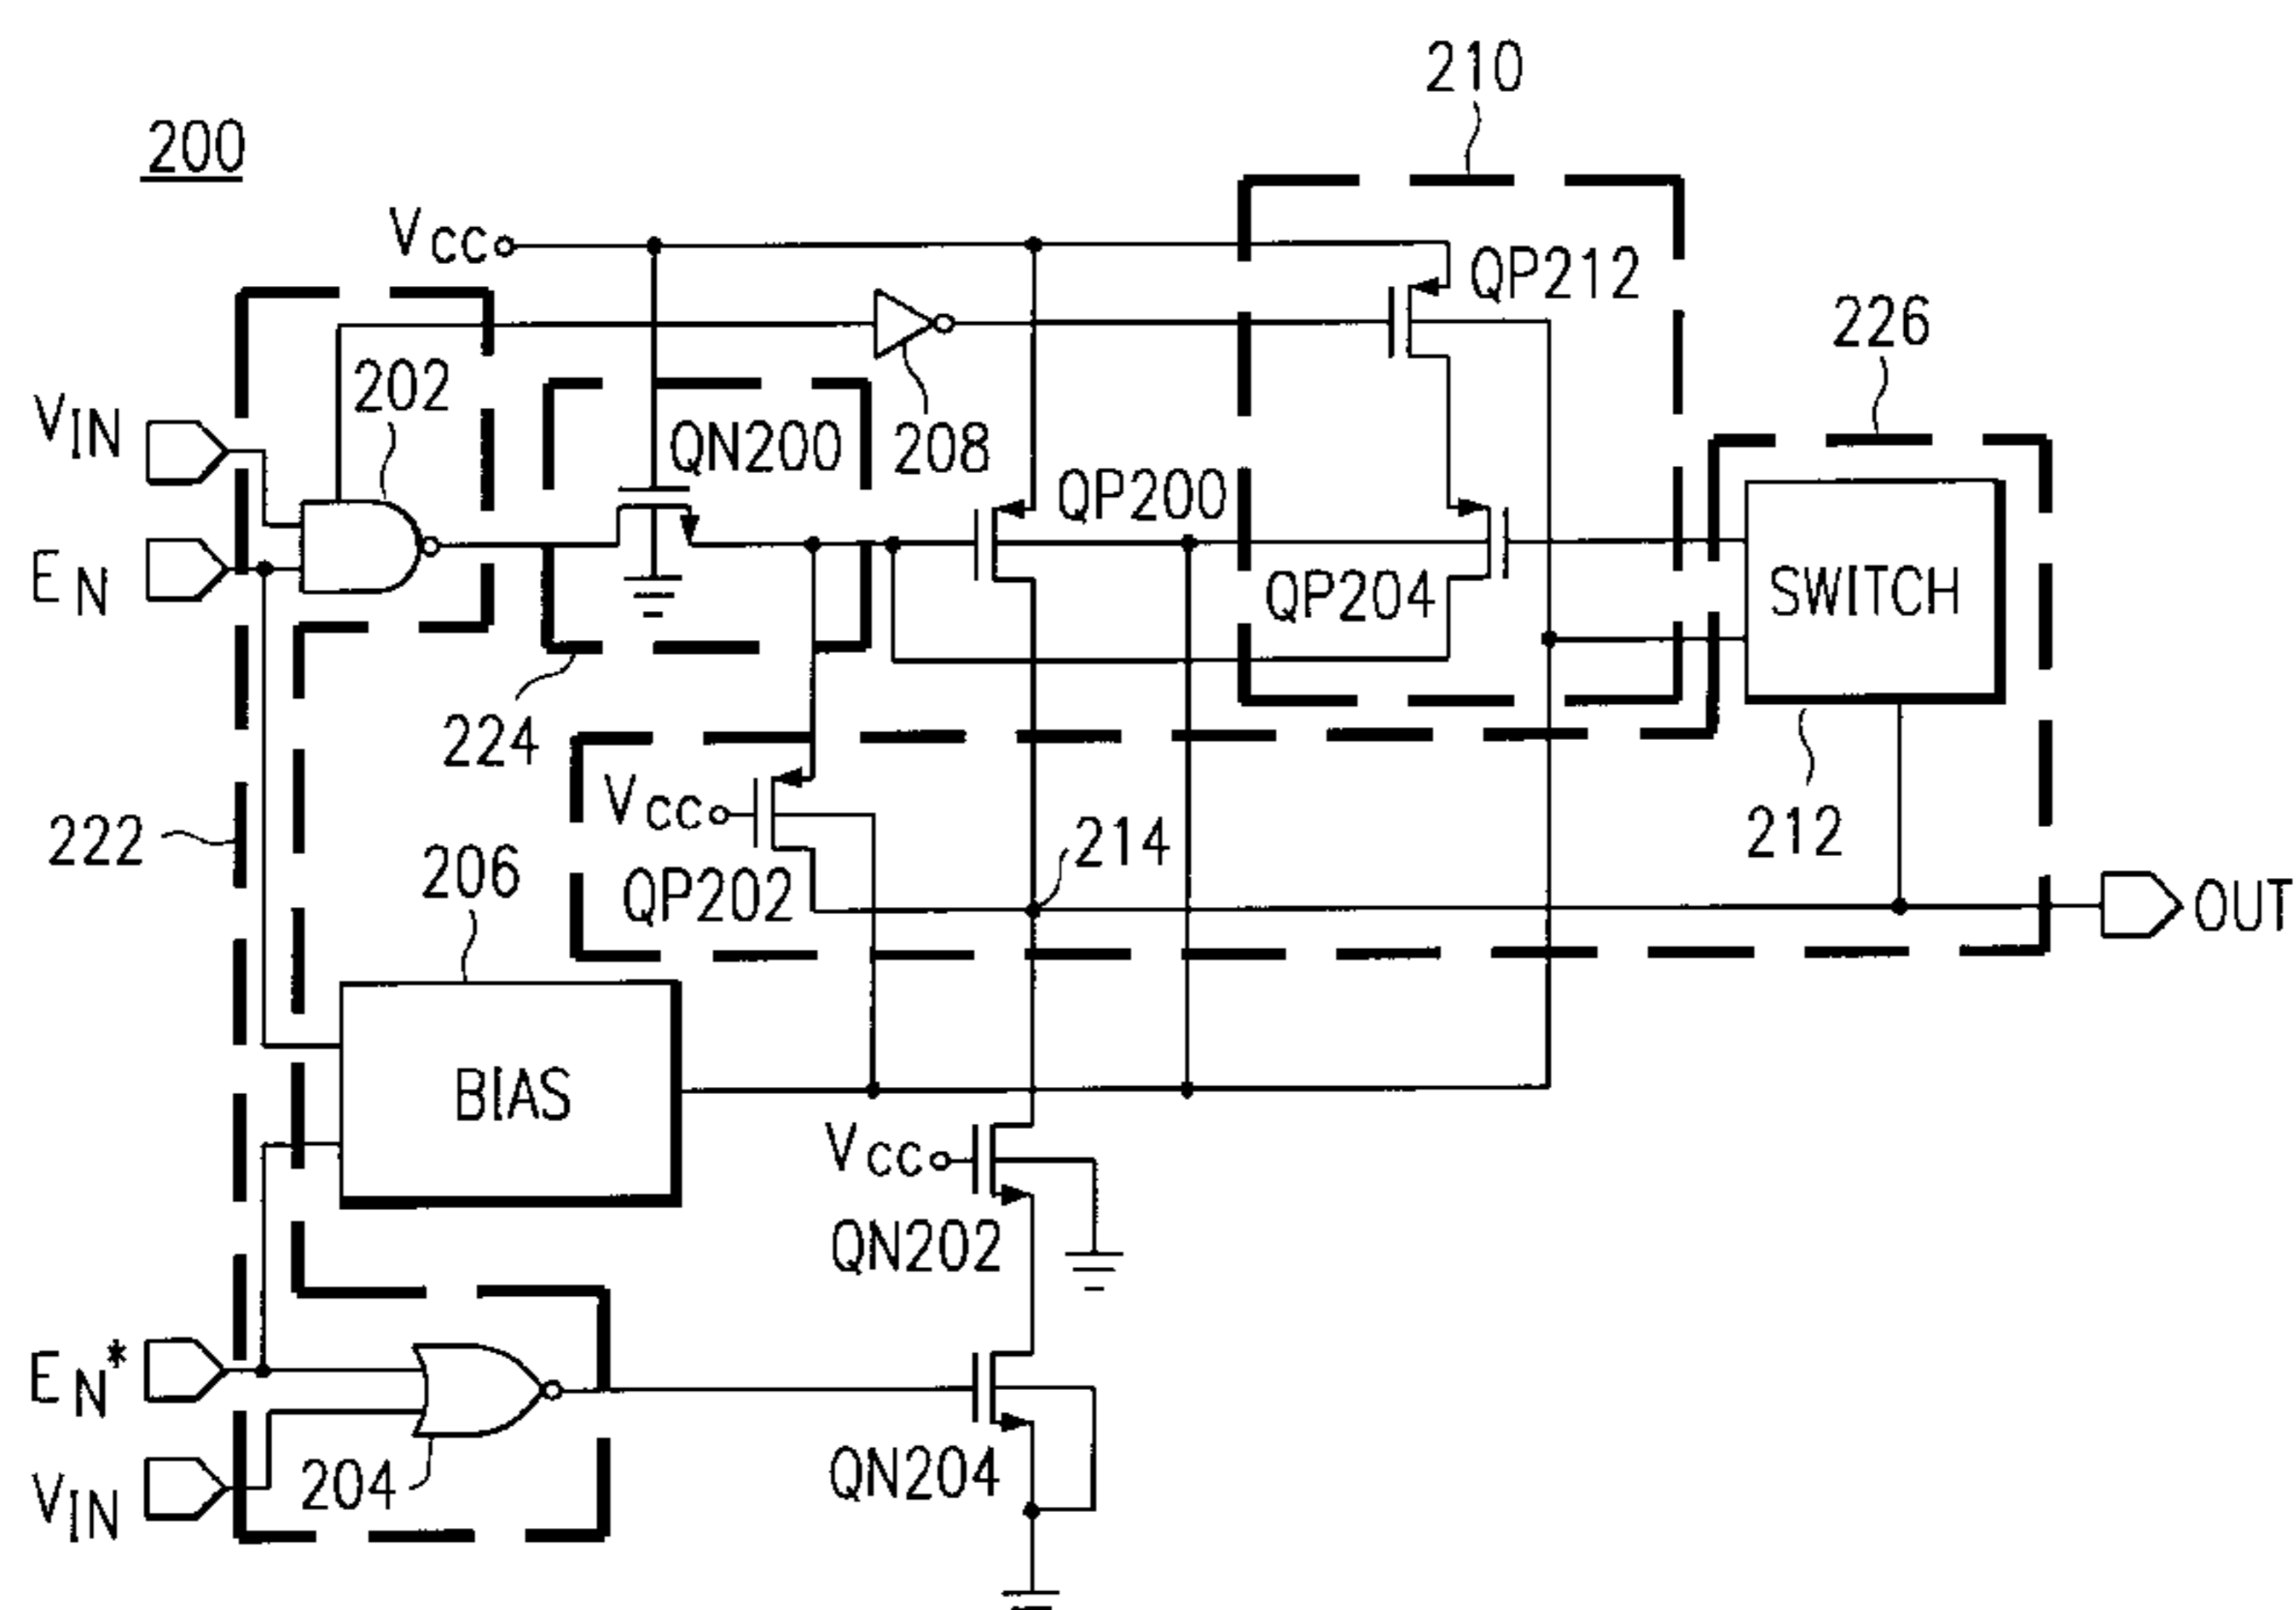 210
200
VCC
QP212
226
202
VIN
QN200
208
QP200
EN
QP204
SWITCH
224
VCC
212
222
214
206
QP202
OUT
BIAS
VCC
QN202
EN*
204
QN204
VIN